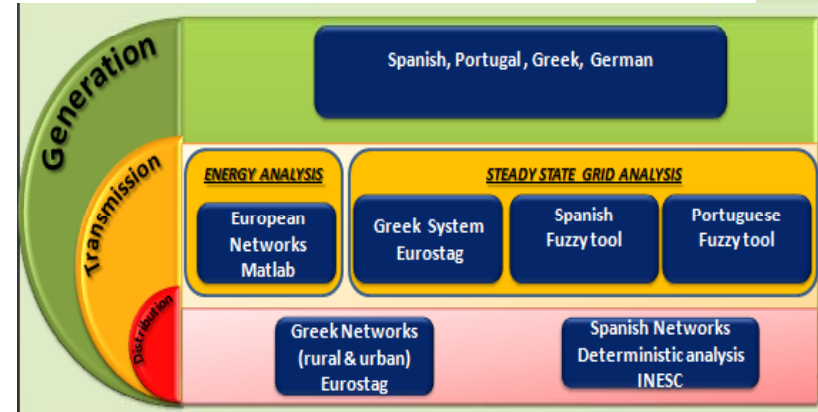 Generation
Spanish, Portugal, Greek, German
Transmission
ENERGY ANALYSIS
European
Networks
Matlab
STEADY STATE GRID ANALYSIS
Greek System
Eurostag
Spanish
Fuzzy tool
Portuguese
Fuzzy tool
Distribution
Greek Networks
(rural & urban)
Eurostag
Spanish Networks
Deterministic analysis
INESC